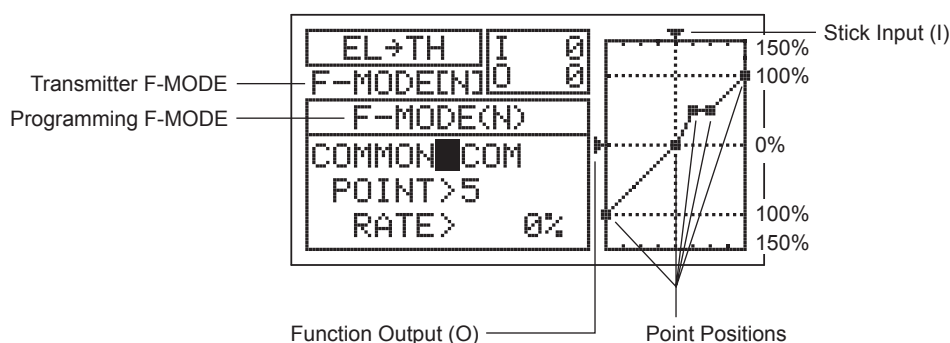 Stick Input (I)
EL→TH
I 0
O 0
150%
100%
Transmitter F-MODE
F-MODE[N]
Programming F-MODE
F-MODE(N)
0%
COMMON COM
POINT>5
RATE> 0%
100%
150%
Function Output (O)
Point Positions